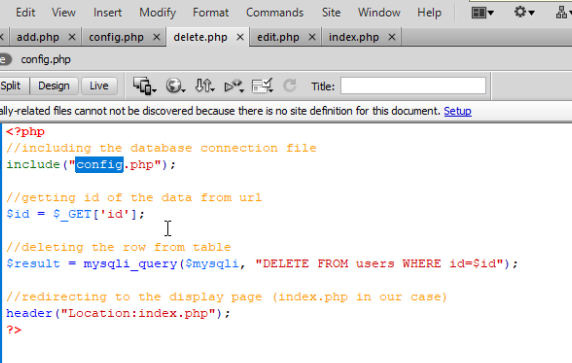 Edit View Insert Modify Format Commands Site Window Help
add.php × config.php × delete.php × edit.php × index.php ×
config.php
Split Design Live Title:
ally-related files cannot not be discovered because there is no site definition for this document. Setup
<?php
//including the database connection file
include("config.php");
//getting id of the data from url
$id = $_GET['id'];
//deleting the row from table
$result = mysqli_query($mysqli, "DELETE FROM users WHERE id=$id");
//redirecting to the display page (index.php in our case)
header("Location:index.php");
?>